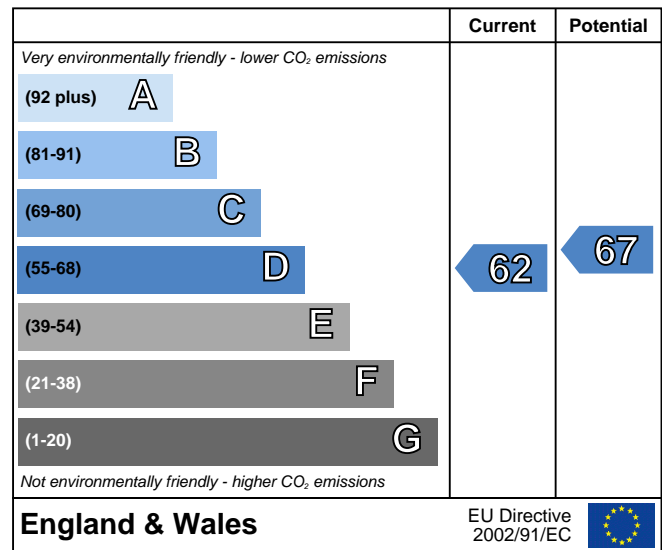 Current Potential
Very environmentally friendly - lower CO₂ emissions
(92 plus) A
(81-91) B
(69-80) C
(55-68) D
62
67
(39-54) E
(21-38) F
(1-20) G
Not environmentally friendly - higher CO₂ emissions
England & Wales
EU Directive
2002/91/EC